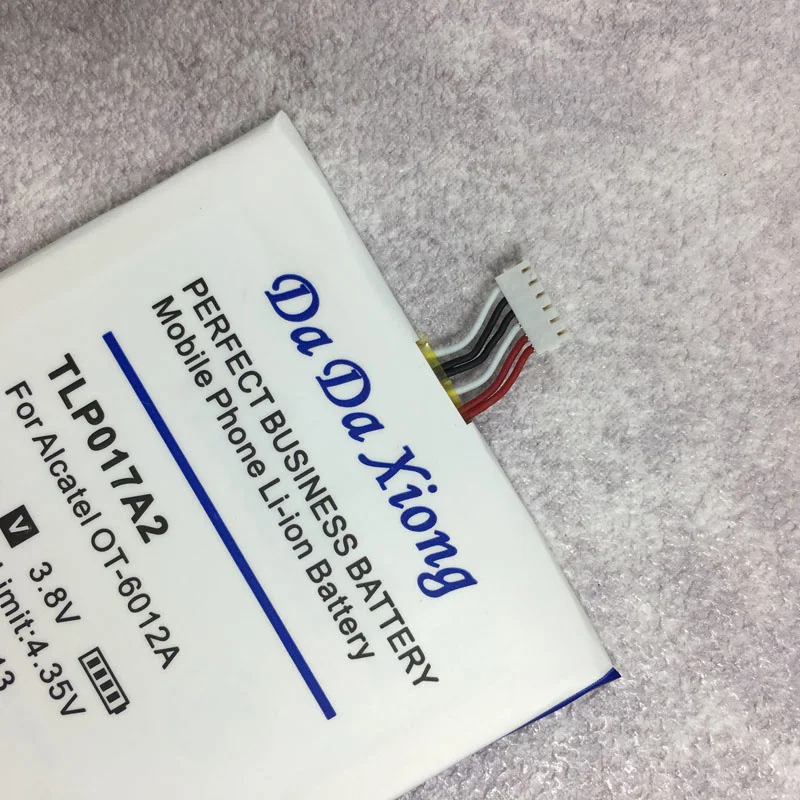 Da Da Xiong
PERFECT BUSINESS BATTERY
Mobile Phone Li-ion Battery
TLP017A2
For Alcatel OT-6012A
V 3.8V
Limit:4.35V
13